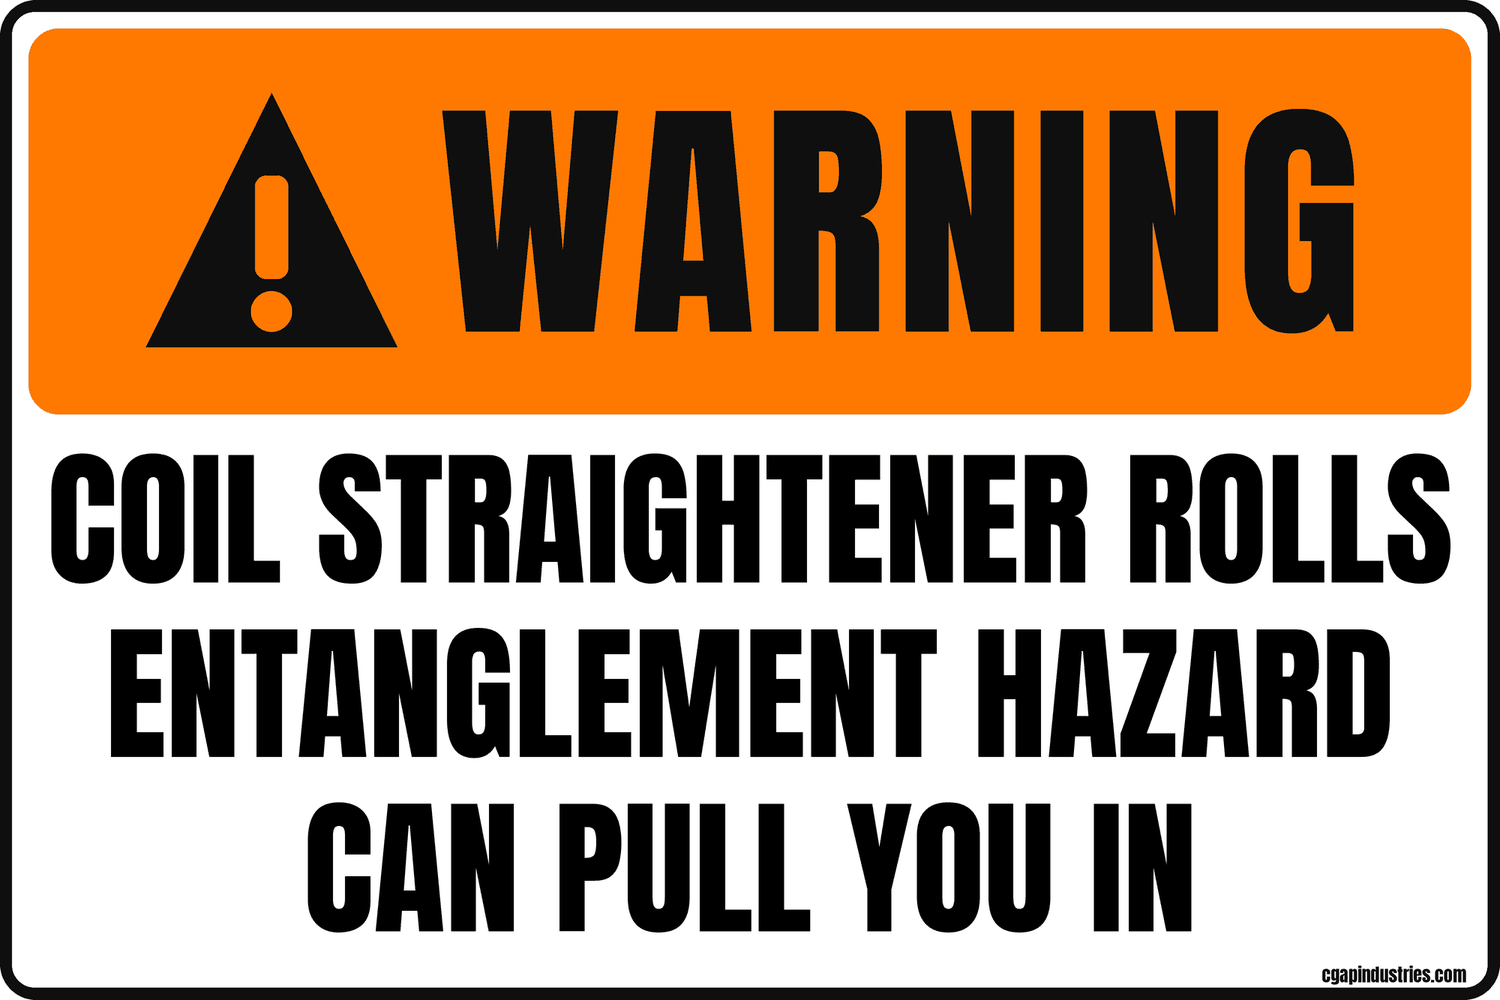 WARNING
COIL STRAIGHTENER ROLLS
ENTANGLEMENT HAZARD
CAN PULL YOU IN
cgapindustries.com